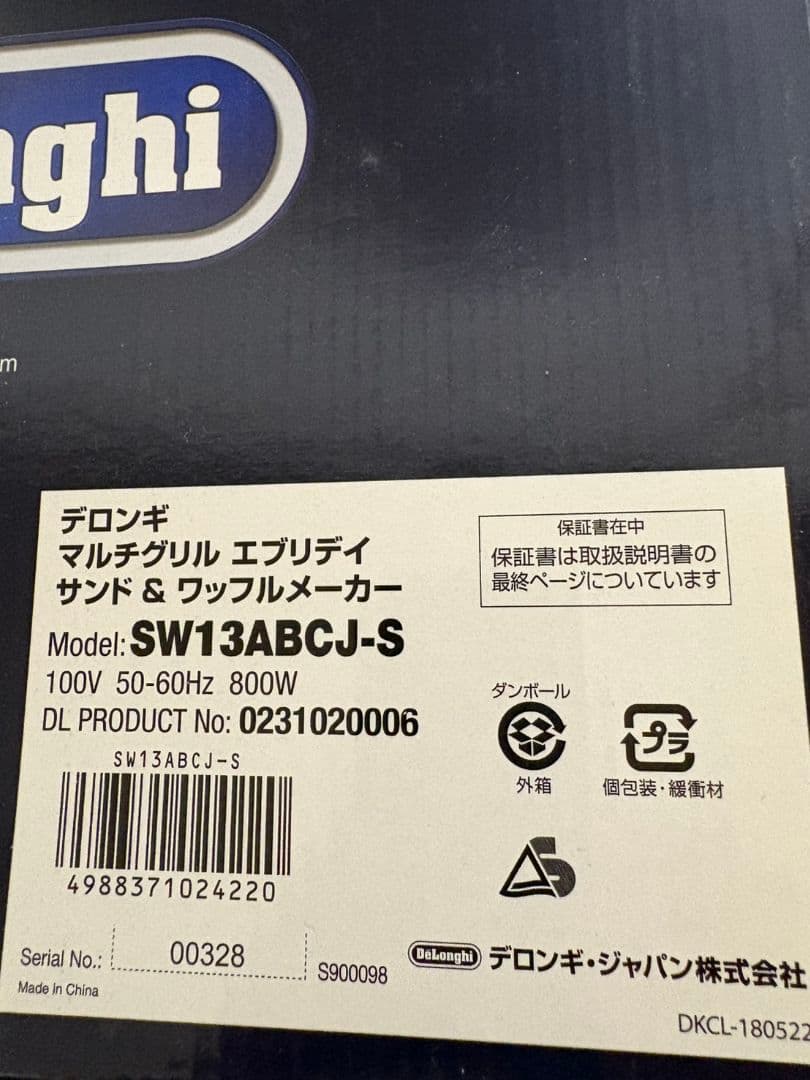 nghi
m
デロンギ
マルチグリル エブリデイ
サンド & ワッフルメーカー
Model: SW13ABCJ-S
100V 50-60Hz 800W
DL PRODUCT No: 0231020006
SW13ABCJ-S
4988371024220
Serial No.: 00328
S900098
Made in China
保証書在中
保証書は取扱説明書の
最終ページについています
ダンボール
外箱
プラ
個包装・緩衝材
S
DeLonghi デロンギ・ジャパン株式会社
DKCL-180522